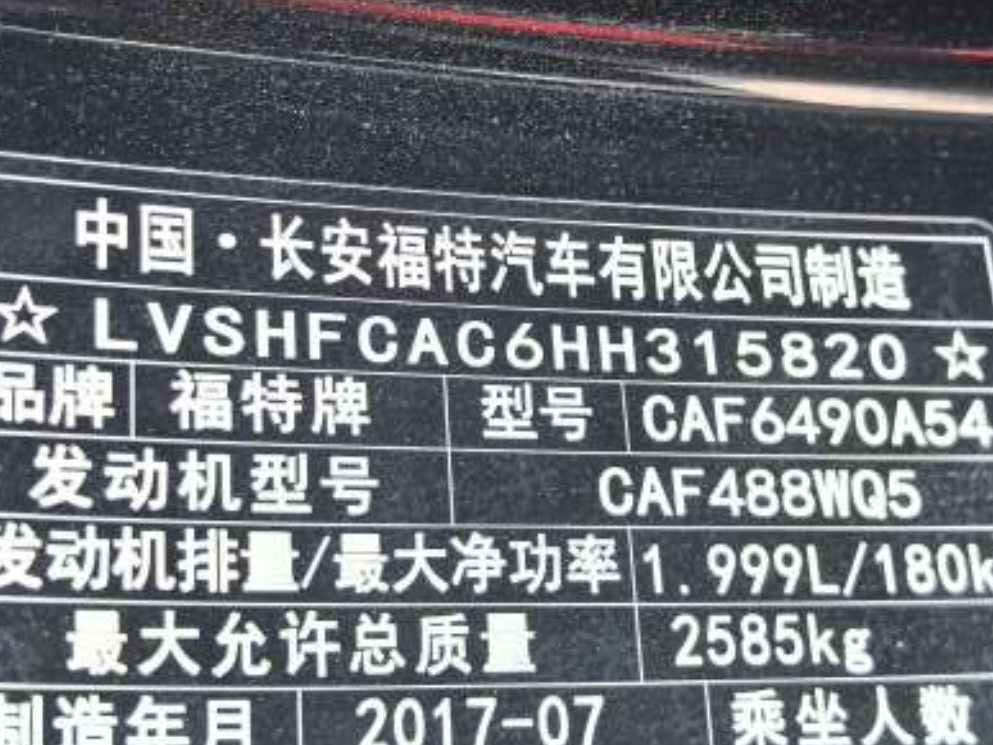 中国·长安福特汽车有限公司制造
☆ LVSHFCAC6HH315820 ☆
品牌 福特牌 型号 CAF6490A54
发动机型号 CAF488WQ5
发动机排量/最大净功率 1.999L/180k
最大允许总质量 2585kg
制造年月 2017-07 乘坐人数